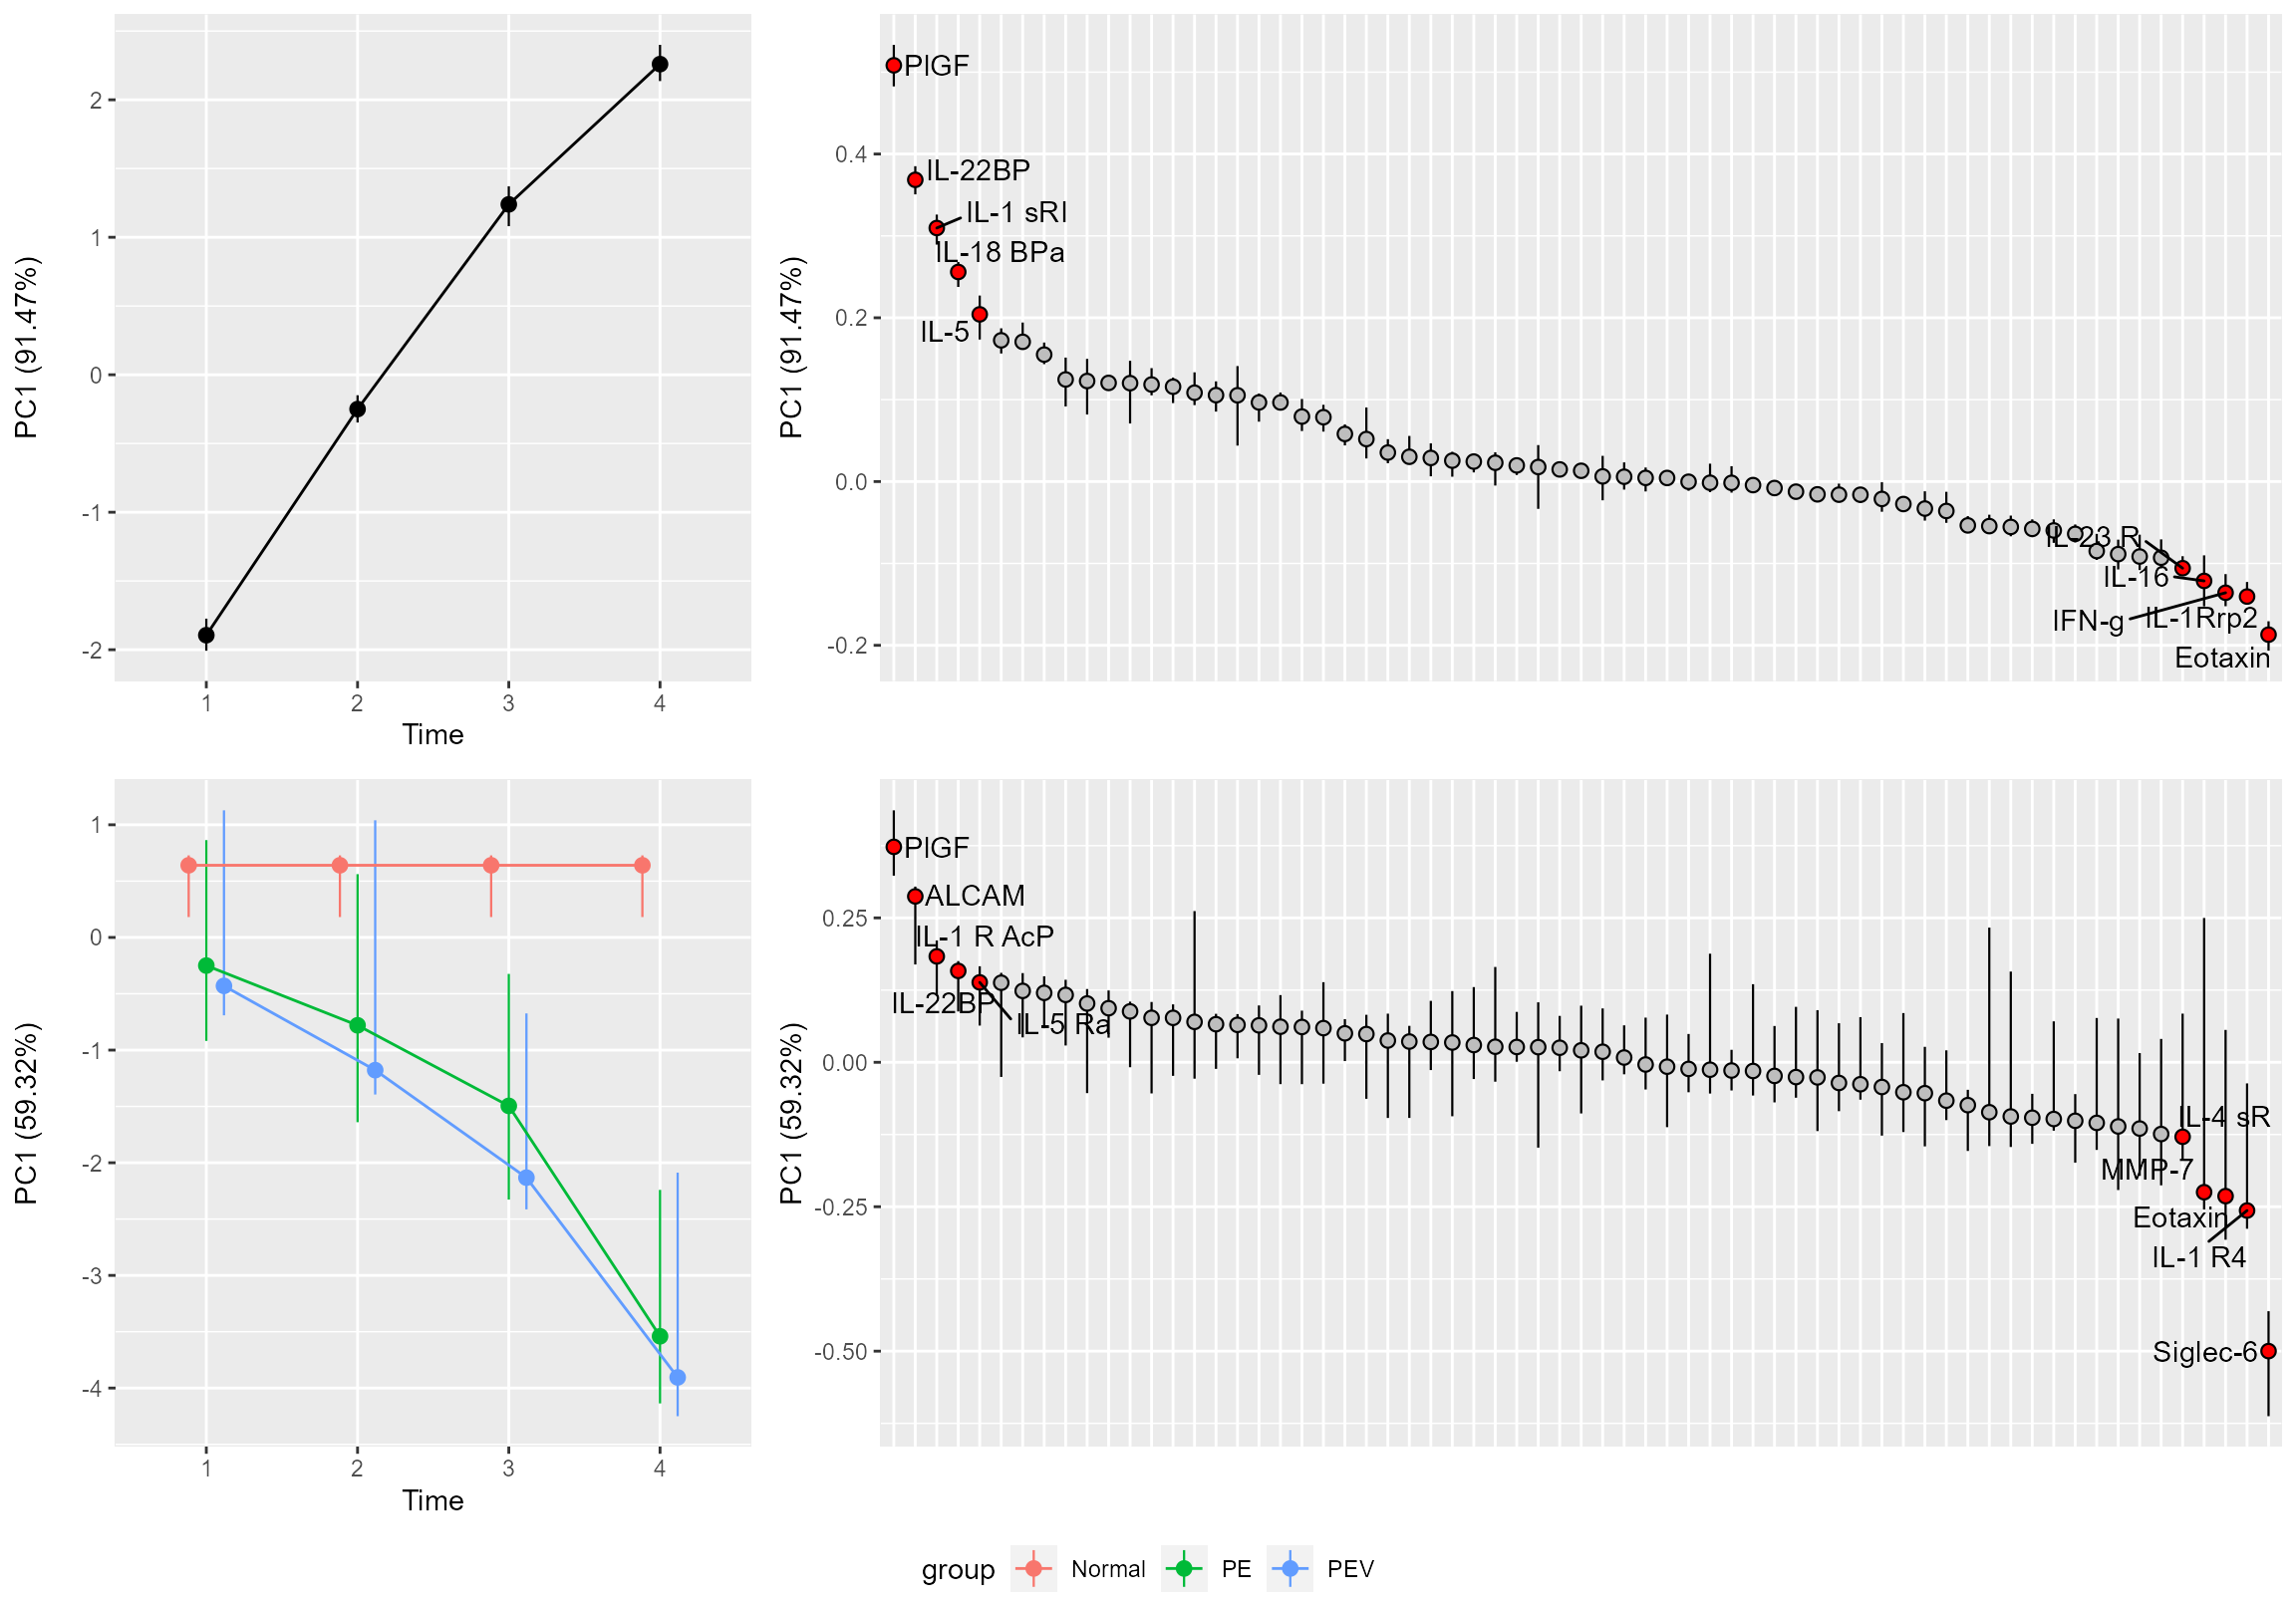 PC1 (91.47%)
2
1
0
-1
-2
1 2 3 4
Time
PC1 (91.47%)
0.4
0.2
0.0
-0.2
PlGF
IL-22BP
IL-1 sRI
IL-18 BPa
IL-5
IL-23 R
IL-16
IFN-g
IL-1Rrp2
Eotaxin
PC1 (59.32%)
1
0
-1
-2
-3
-4
1 2 3 4
Time
PC1 (59.32%)
0.25
0.00
-0.25
-0.50
PlGF
ALCAM
IL-1 R AcP
IL-22BP
IL-5 Ra
IL-4 sR
MMP-7
Eotaxin
IL-1 R4
Siglec-6
group Normal PE PEV